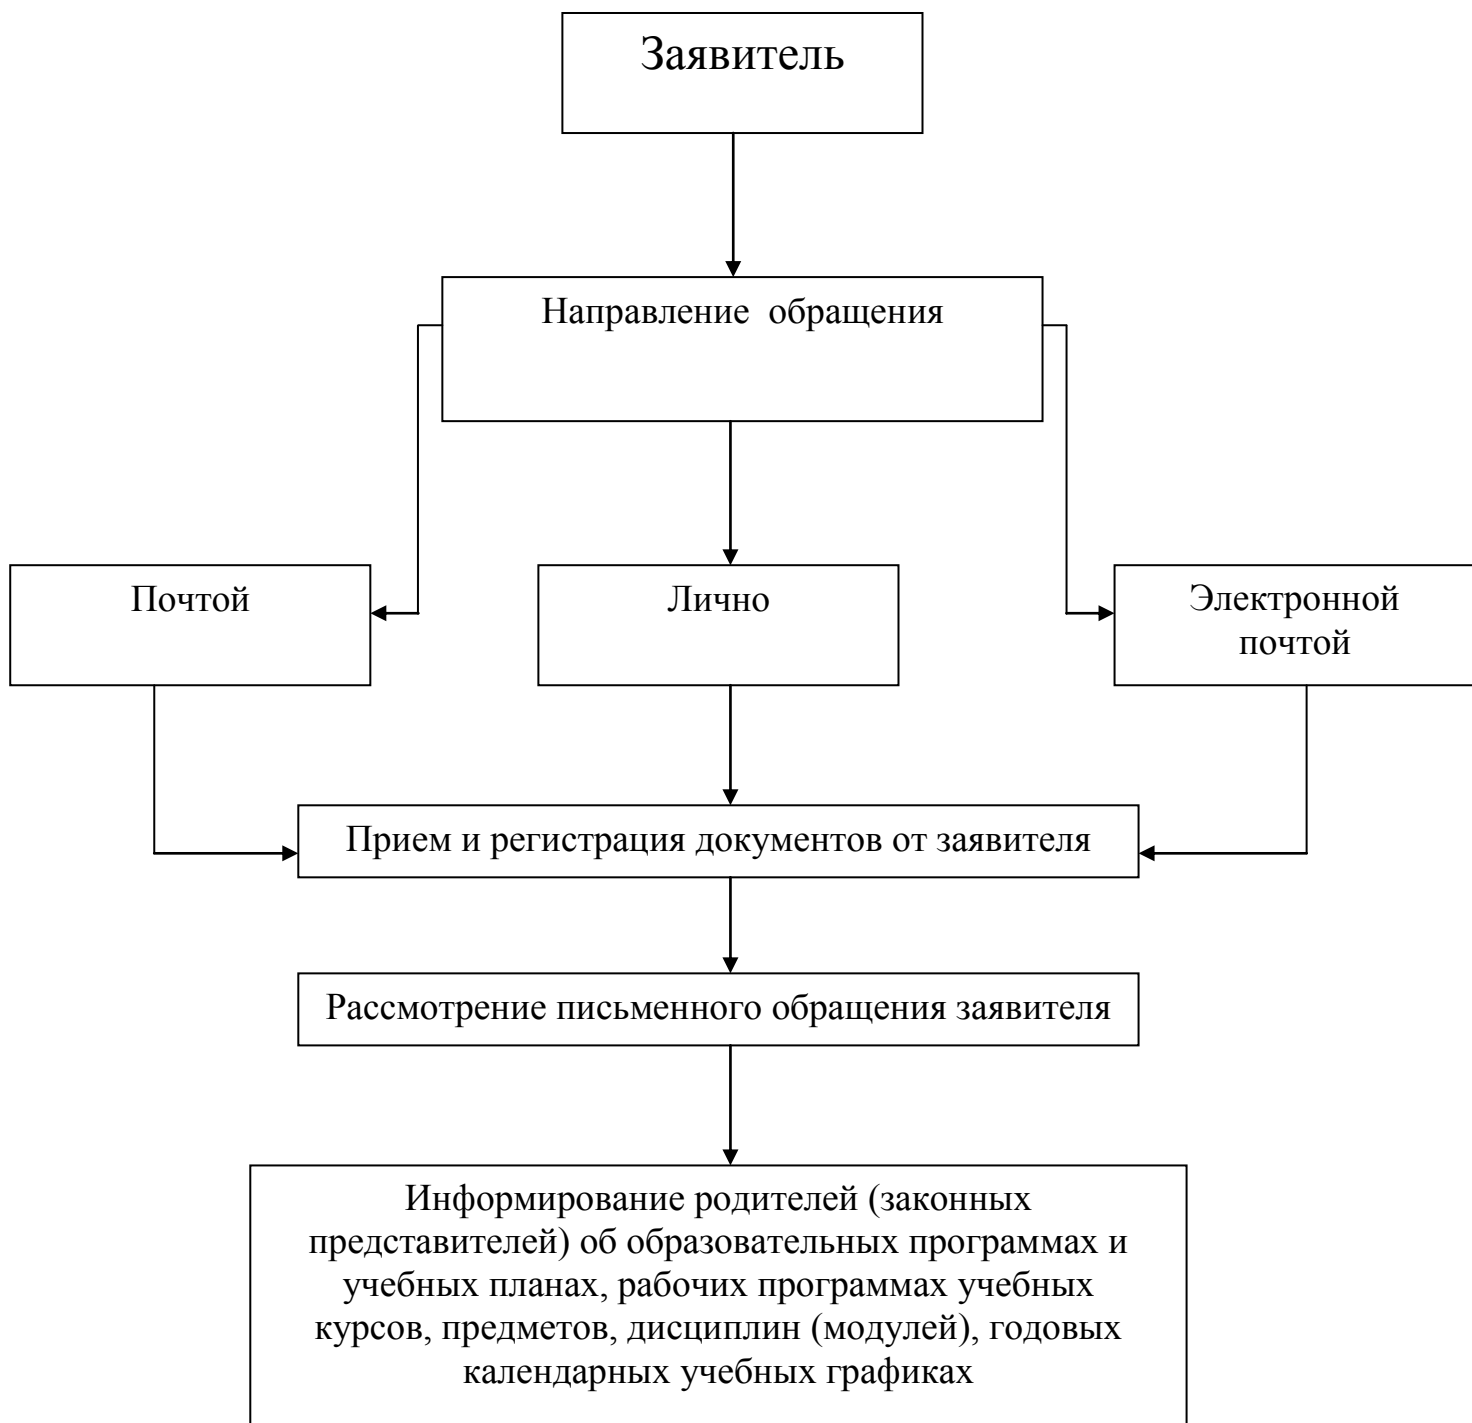 Заявитель
Направление  обращения
Почтой
Лично
Электронной
почтой
Прием и регистрация документов от заявителя
Рассмотрение письменного обращения заявителя
Информирование родителей (законных
представителей) об образовательных программах и
учебных планах, рабочих программах учебных
курсов, предметов, дисциплин (модулей), годовых
календарных учебных графиках